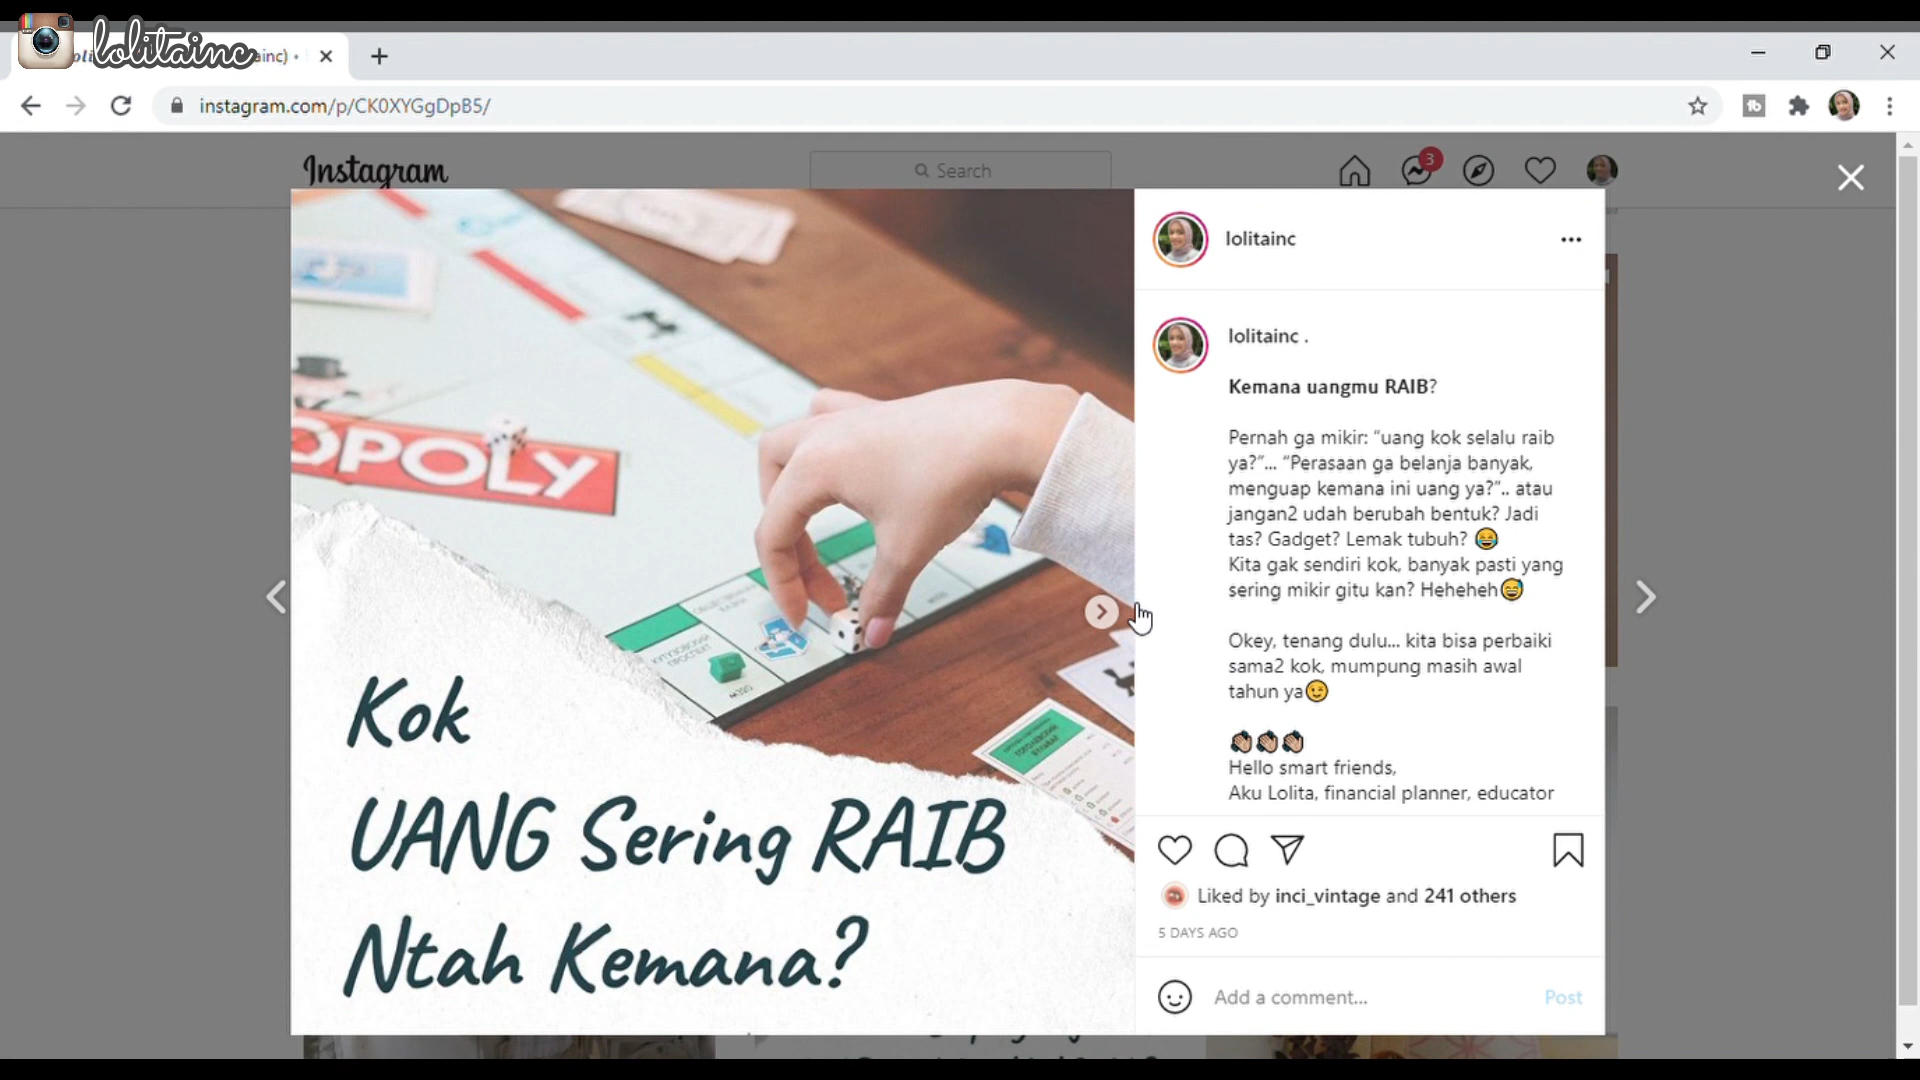 lolitainc
ainc) •
instagram.com/p/CK0XYGgDpB5/
Instagram
Search
3
OPOLY
Kok
UANG Sering RAIB
Ntah Kemana?
lolitainc
lolitainc .
Kemana uangmu RAIB?
Pernah ga mikir: “uang kok selalu raib
ya?”... “Perasaan ga belanja banyak,
menguap kemana ini uang ya?”.. atau
jangan2 udah berubah bentuk? Jadi
tas? Gadget? Lemak tubuh? 😂
Kita gak sendiri kok, banyak pasti yang
sering mikir gitu kan? Heheheh😅
Okey, tenang dulu... kita bisa perbaiki
sama2 kok, mumpung masih awal
tahun ya😉
👏🏼👏🏼👏🏼
Hello smart friends,
Aku Lolita, financial planner, educator
Liked by inci_vintage and 241 others
5 DAYS AGO
Add a comment...
Post